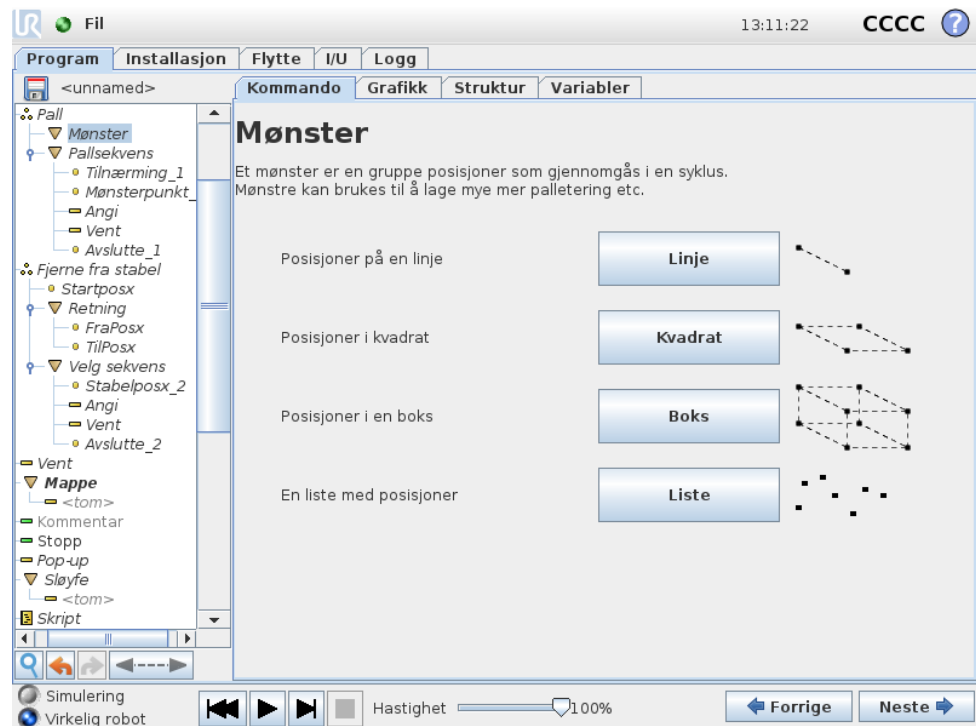 UR Fil 13:11:22 CCCC ?
Program Installasjon Flytte I/U Logg
<unnamed>
Kommando Grafikk Struktur Variabler
Pall
Mønster
Pallsekvens
Tilnærming_1
Mønsterpunkt_
Angi
Vent
Avslutte_1
Fjerne fra stabel
Startposx
Retning
FraPosx
TilPosx
Velg sekvens
Stabelposx_2
Angi
Vent
Avslutte_2
Vent
Mappe
<tom>
Kommentar
Stopp
Pop-up
Sløyfe
<tom>
Skript
Mønster
Et mønster er en gruppe posisjoner som gjennomgås i en syklus.
Mønstre kan brukes til å lage mye mer palletering etc.
Posisjoner på en linje Linje
Posisjoner i kvadrat Kvadrat
Posisjoner i en boks Boks
En liste med posisjoner Liste
Simulering
Virkelig robot
Hastighet 100%
Forrige Neste